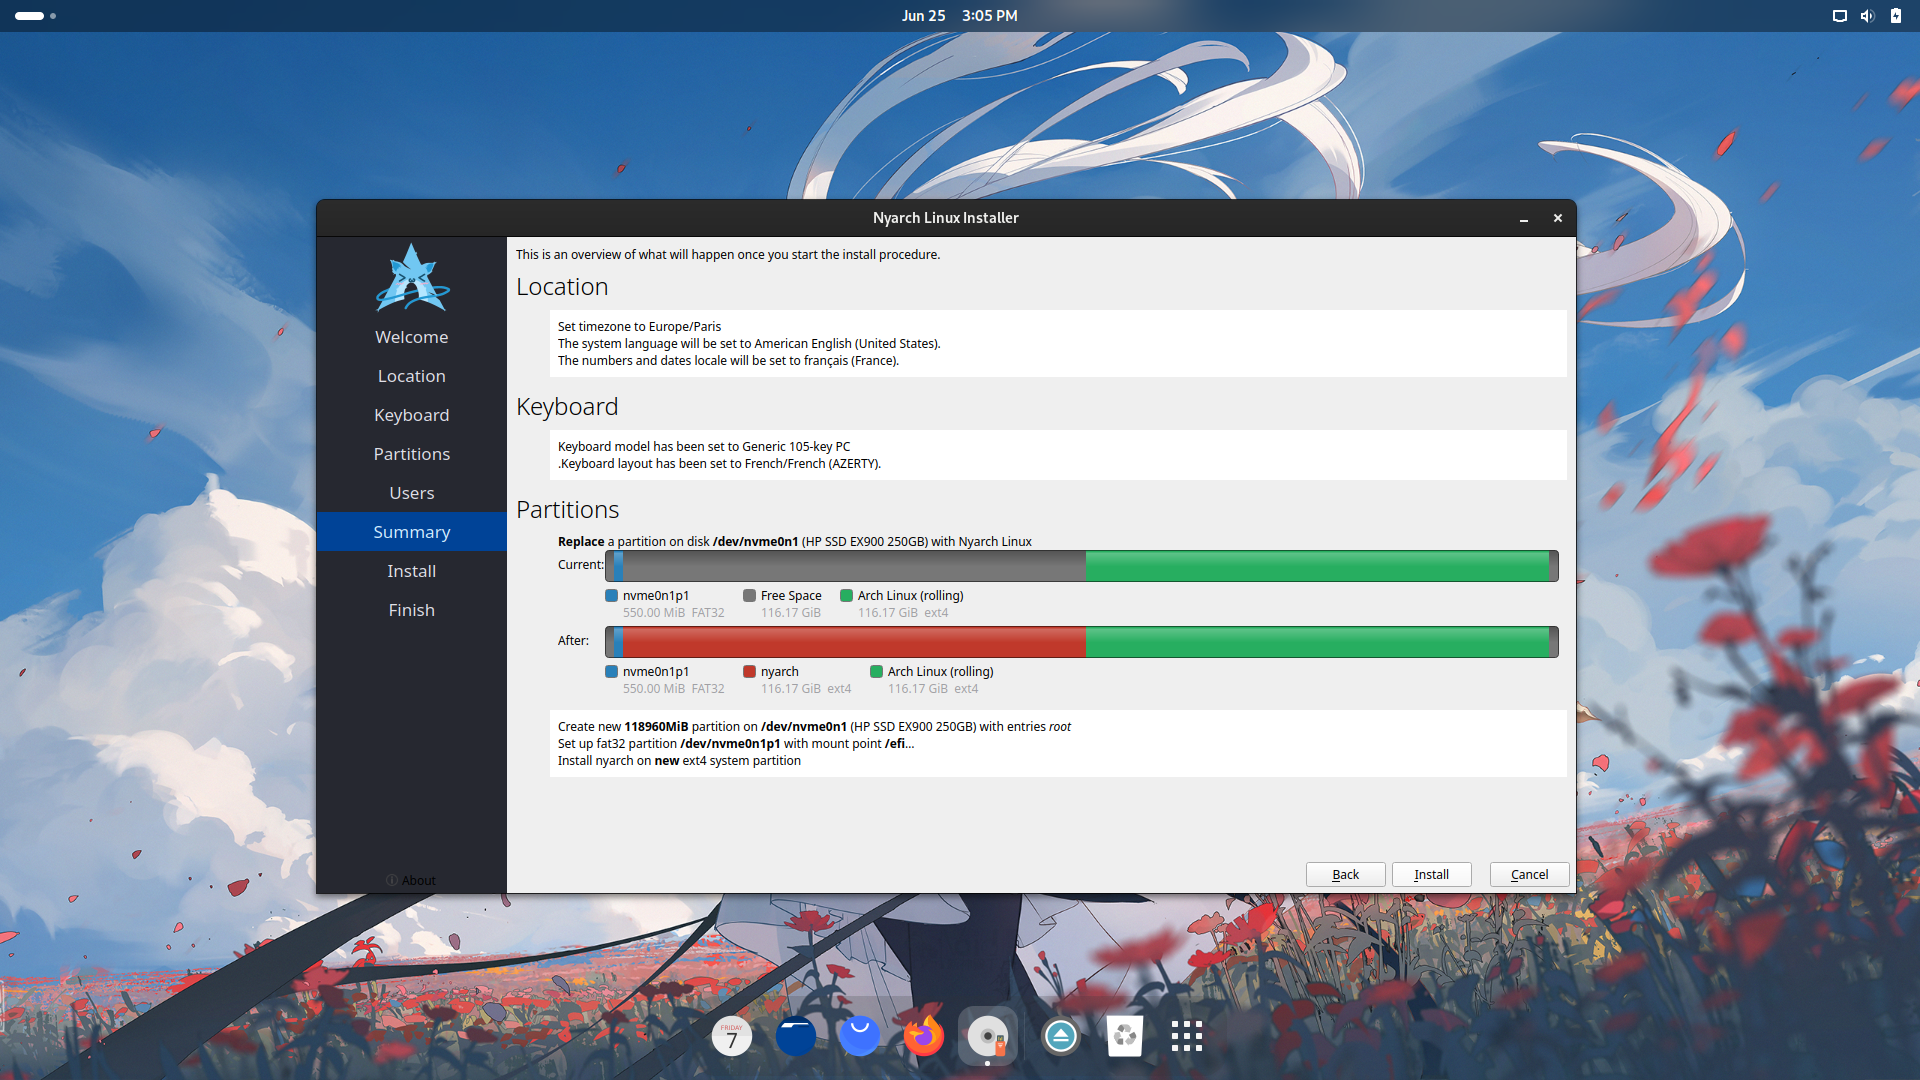 Jun 25 3:05 PM
Nyarch Linux Installer
Welcome
Location
Keyboard
Partitions
Users
Summary
Install
Finish
About
This is an overview of what will happen once you start the install procedure.
Location
Set timezone to Europe/Paris
The system language will be set to American English (United States).
The numbers and dates locale will be set to français (France).
Keyboard
Keyboard model has been set to Generic 105-key PC
.Keyboard layout has been set to French/French (AZERTY).
Partitions
Replace a partition on disk /dev/nvme0n1 (HP SSD EX900 250GB) with Nyarch Linux
Current:
nvme0n1p1 Free Space Arch Linux (rolling)
550.00 MiB FAT32 116.17 GiB 116.17 GiB ext4
After:
nvme0n1p1 nyarch Arch Linux (rolling)
550.00 MiB FAT32 116.17 GiB ext4 116.17 GiB ext4
Create new 118960MiB partition on /dev/nvme0n1 (HP SSD EX900 250GB) with entries root
Set up fat32 partition /dev/nvme0n1p1 with mount point /efi...
Install nyarch on new ext4 system partition
Back Install Cancel
FRIDAY
7